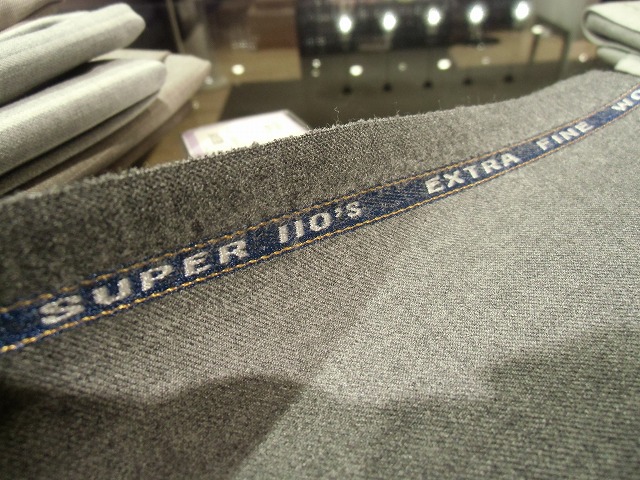 SUPER 110's EXTRA FINE